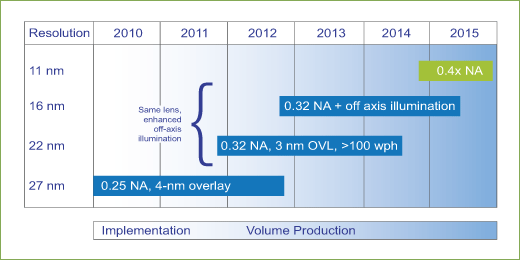 Resolution 2010 2011 2012 2013 2014 2015
11 nm 0.4x NA
16 nm 0.32 NA + off axis illumination
Same lens,
enhanced
off-axis
illumination
22 nm 0.32 NA, 3 nm OVL, >100 wph
27 nm 0.25 NA, 4-nm overlay
Implementation Volume Production